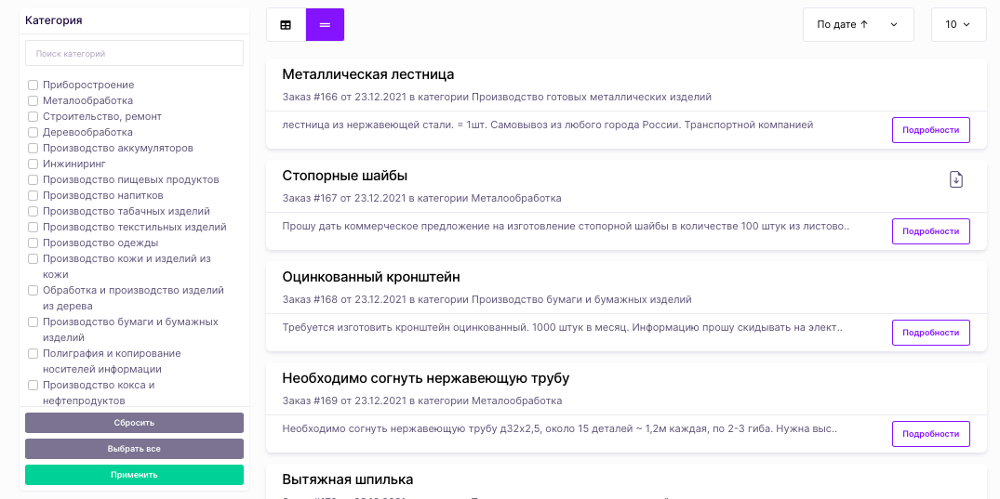 Категория
Поиск категорий
Приборостроение
Металообработка
Строительство, ремонт
Деревообработка
Производство аккумуляторов
Инжиниринг
Производство пищевых продуктов
Производство напитков
Производство табачных изделий
Производство текстильных изделий
Производство одежды
Производство кожи и изделий из
кожи
Обработка и производство изделий
из дерева
Производство бумаги и бумажных
изделий
Полиграфия и копирование
носителей информации
Производство кокса и
нефтепродуктов
Сбросить
Выбрать все
Применить
По дате ↑
10
Металлическая лестница
Заказ #166 от 23.12.2021 в категории Производство готовых металлических изделий
лестница из нержавеющей стали. = 1шт. Самовывоз из любого города России. Транспортной компанией
Подробности
Стопорные шайбы
Заказ #167 от 23.12.2021 в категории Металообработка
Прошу дать коммерческое предложение на изготовление стопорной шайбы в количестве 100 штук из листово..
Подробности
Оцинкованный кронштейн
Заказ #168 от 23.12.2021 в категории Производство бумаги и бумажных изделий
Требуется изготовить кронштейн оцинкованный. 1000 штук в месяц. Информацию прошу скидывать на элект..
Подробности
Необходимо согнуть нержавеющую трубу
Заказ #169 от 23.12.2021 в категории Металообработка
Необходимо согнуть нержавеющую трубу д32х2,5, около 15 деталей ~ 1,2м каждая, по 2-3 гиба. Нужна выс..
Подробности
Вытяжная шпилька